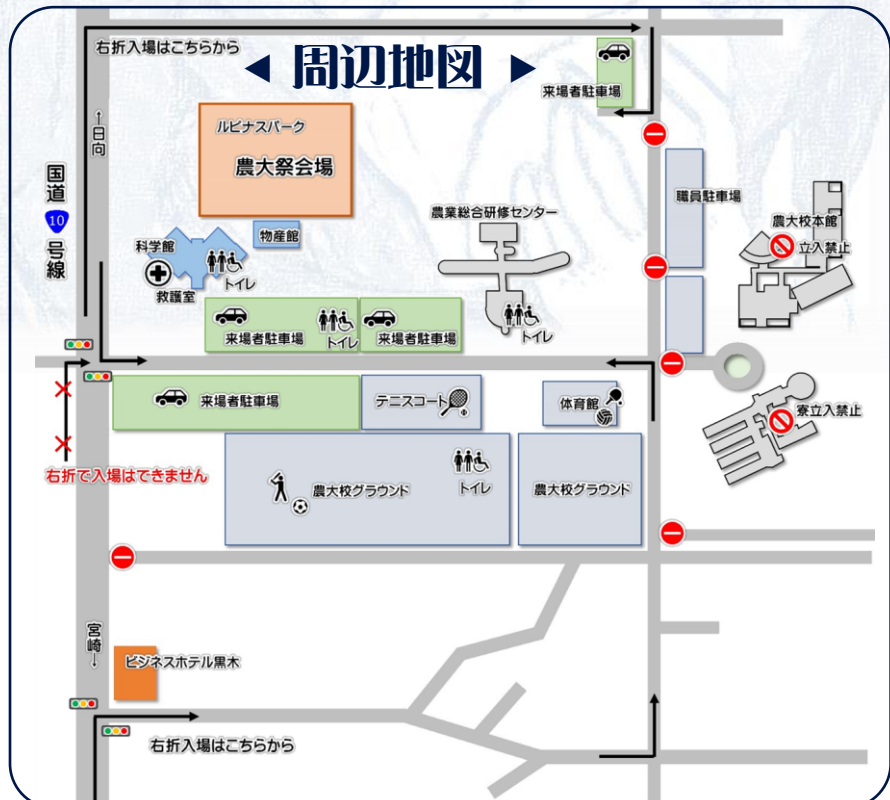 右折入場はこちらから
◀ 周辺地図 ▶
来場者駐車場
↑日向
国道
10
号線
ルピナスパーク
農大祭会場
職員駐車場
農業総合研修センター
農大校本館
立入禁止
科学館
物産館
トイレ
救護室
来場者駐車場
トイレ
来場者駐車場
トイレ
来場者駐車場
テニスコート
体育館
寮立入禁止
右折で入場はできません
農大校グラウンド
トイレ
農大校グラウンド
宮崎↓
ビジネスホテル黒木
右折入場はこちらから